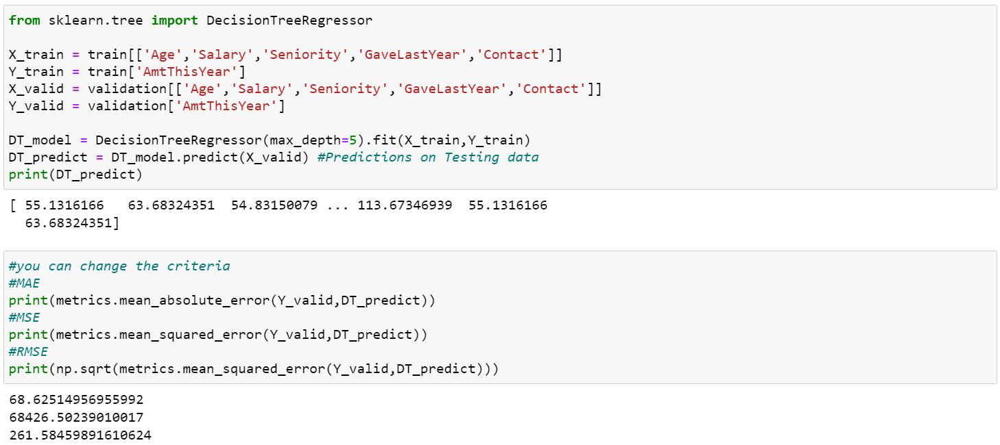 from sklearn.tree import DecisionTreeRegressor
X_train = train[['Age','Salary','Seniority','GaveLastYear','Contact']]
Y_train = train['AmtThisYear']
X_valid = validation[['Age','Salary','Seniority','GaveLastYear','Contact']]
Y_valid = validation['AmtThisYear']
DT_model = DecisionTreeRegressor(max_depth=5).fit(X_train,Y_train)
DT_predict = DT_model.predict(X_valid) #Predictions on Testing data
print(DT_predict)
[ 55.1316166   63.68324351  54.83150079 ... 113.67346939  55.1316166
  63.68324351]
#you can change the criteria
#MAE
print(metrics.mean_absolute_error(Y_valid,DT_predict))
#MSE
print(metrics.mean_squared_error(Y_valid,DT_predict))
#RMSE
print(np.sqrt(metrics.mean_squared_error(Y_valid,DT_predict)))
68.62514956955992
68426.50239010017
261.58459891610624